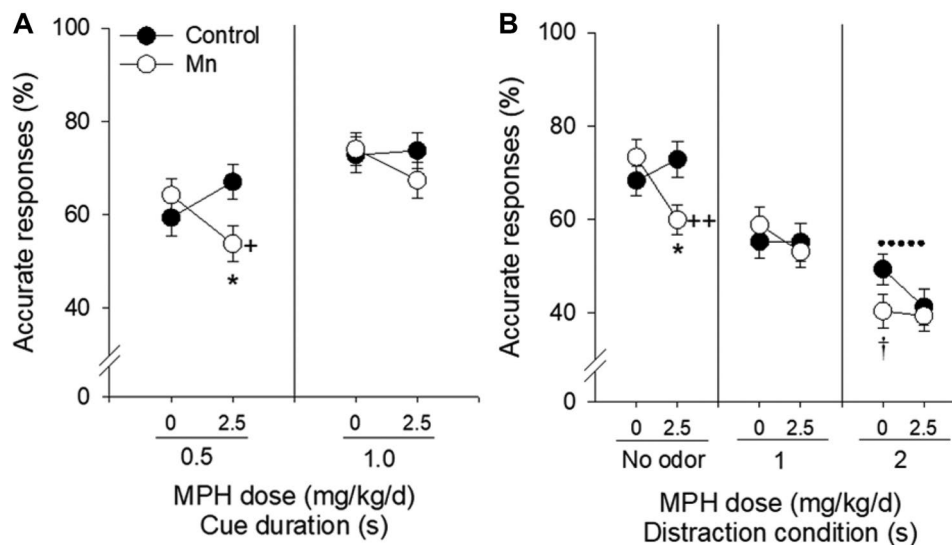 A
Accurate responses (%)
100
80
60
40
0
Control
Mn
+
*
0 2.5 0 2.5
0.5 1.0
MPH dose (mg/kg/d)
Cue duration (s)
B
Accurate responses (%)
100
80
60
40
0
++
*
†
0 2.5 0 2.5 0 2.5
No odor 1 2
MPH dose (mg/kg/d)
Distraction condition (s)